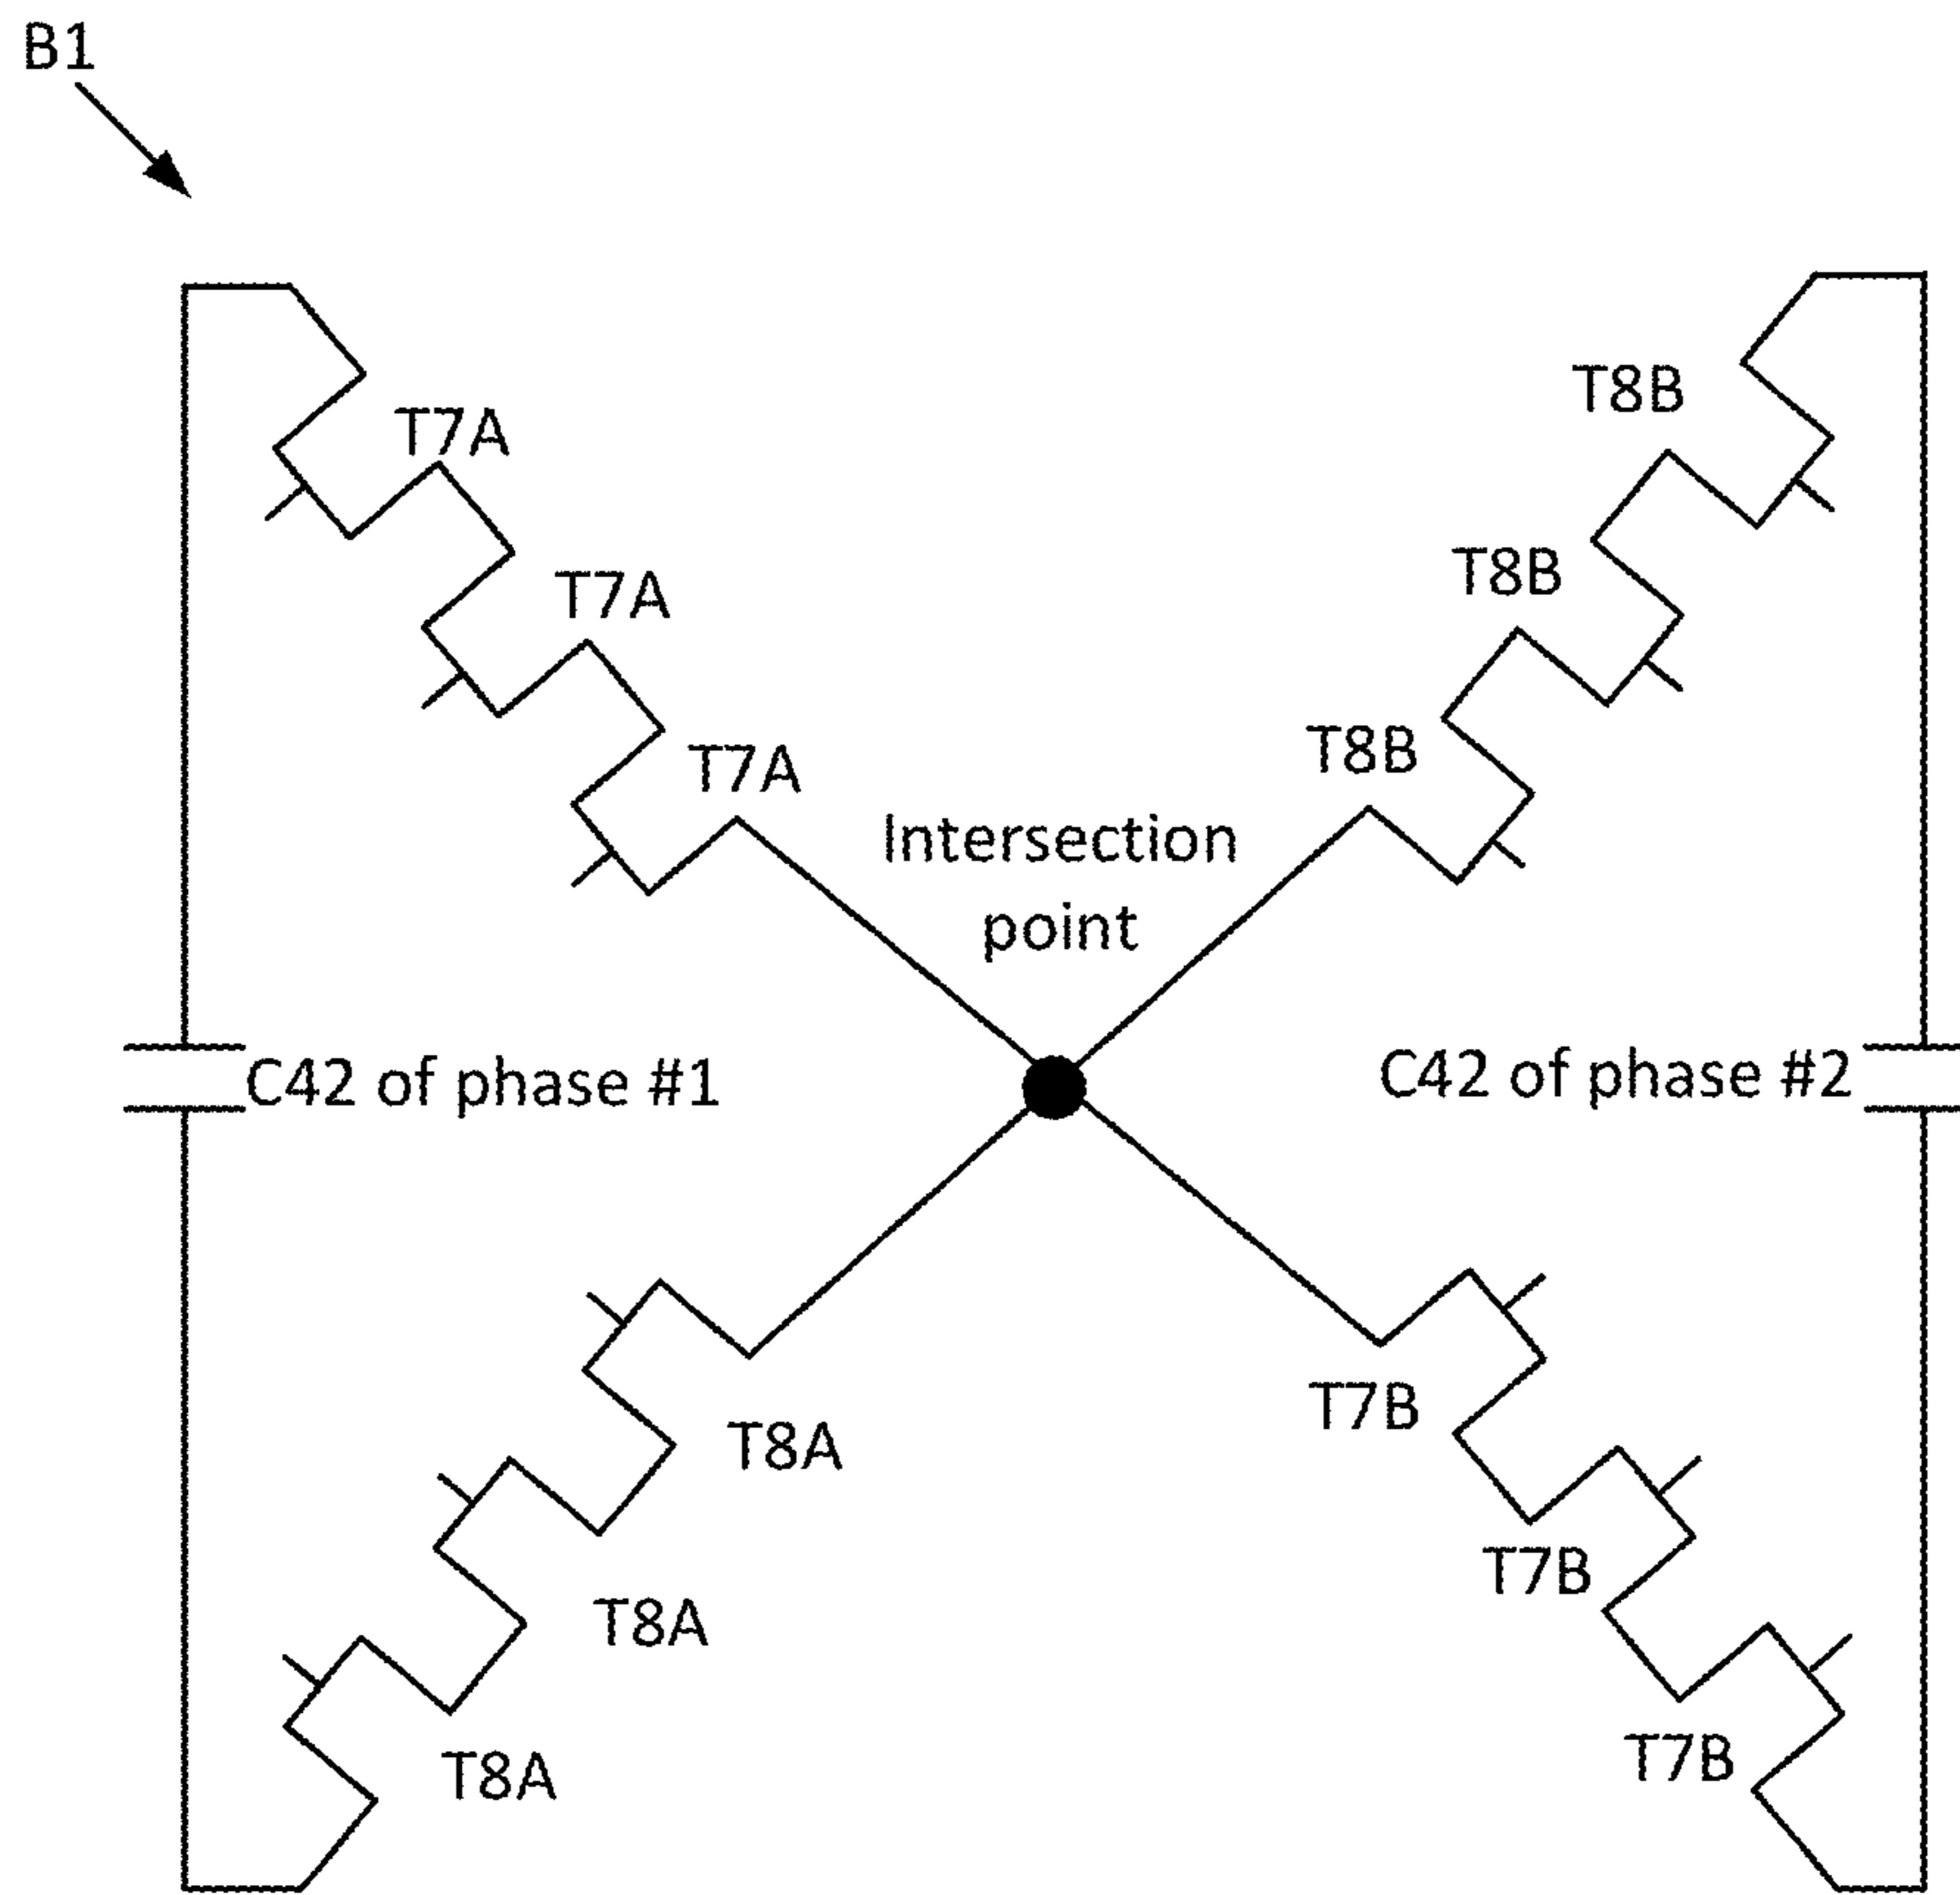 B1
T7A
T8B
T7A
T8B
T7A
T8B
Intersection
point
C42 of phase #1
C42 of phase #2
T8A
T7B
T8A
T7B
T8A
T7B